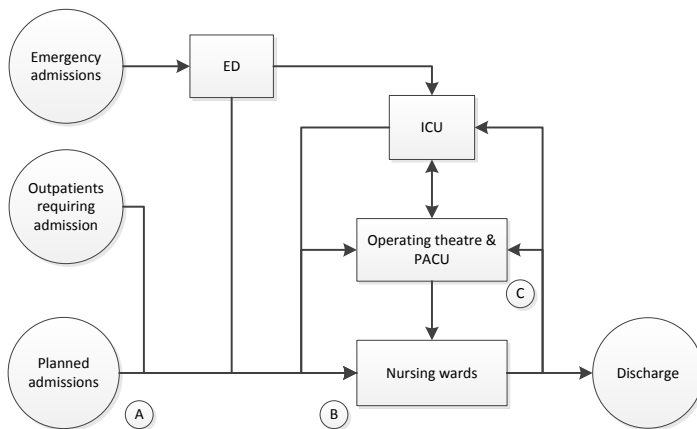 Emergency
admissions
ED
ICU
Outpatients
requiring
admission
Operating theatre &
PACU
C
Planned
admissions
Nursing wards
Discharge
A
B